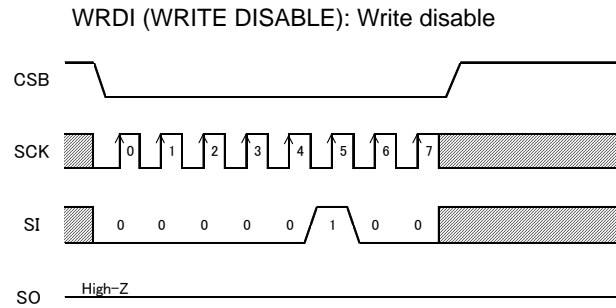 WRDI (WRITE DISABLE): Write disable
CSB
SCK 0 1 2 3 4 5 6 7
SI 0 0 0 0 0 1 0 0
SO High-Z